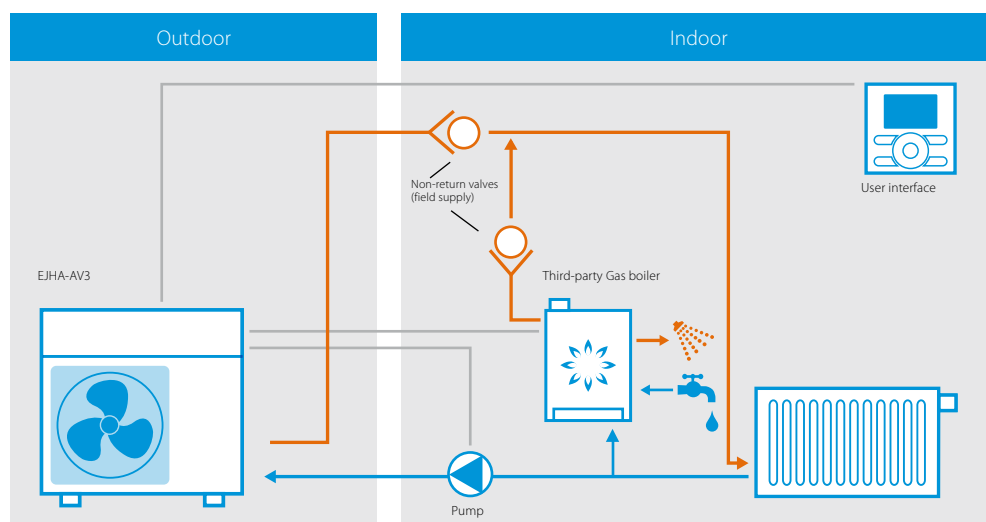 Outdoor
Indoor
User interface
Non-return valves
(field supply)
EJHA-AV3
Third-party Gas boiler
Pump